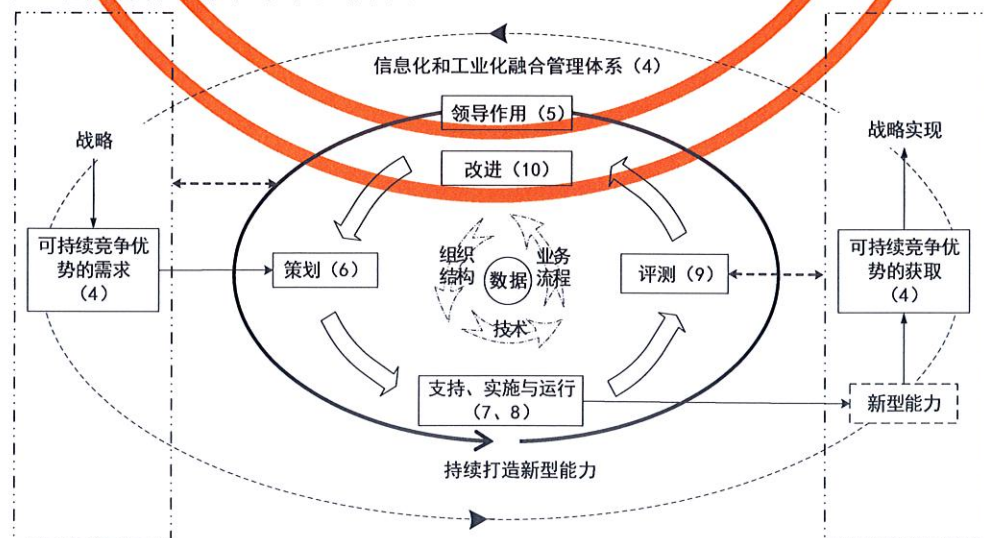 信息化和工业化融合管理体系（4）
领导作用（5）
战略
战略实现
改进（10）
可持续竞争优
势的需求
（4）
策划（6）
组织
结构
数据
业务
流程
技术
评测（9）
可持续竞争优
势的获取
（4）
支持、实施与运行
（7、8）
新型能力
持续打造新型能力